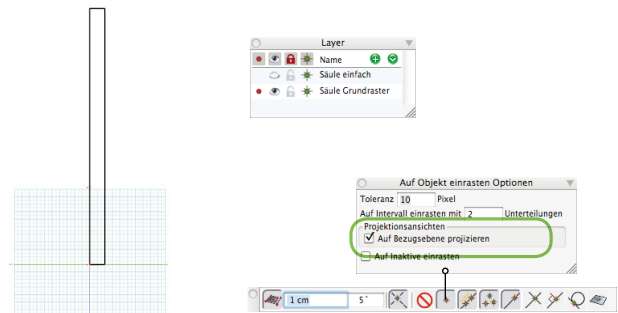 Layer
Name
Säule einfach
Säule Grundraster
Auf Objekt einrasten Optionen
Toleranz 10 Pixel
Auf Intervall einrasten mit 2 Unterteilungen
Projektionsansichten
Auf Bezugsebene projizieren
Auf Inaktive einrasten
1 cm 5°